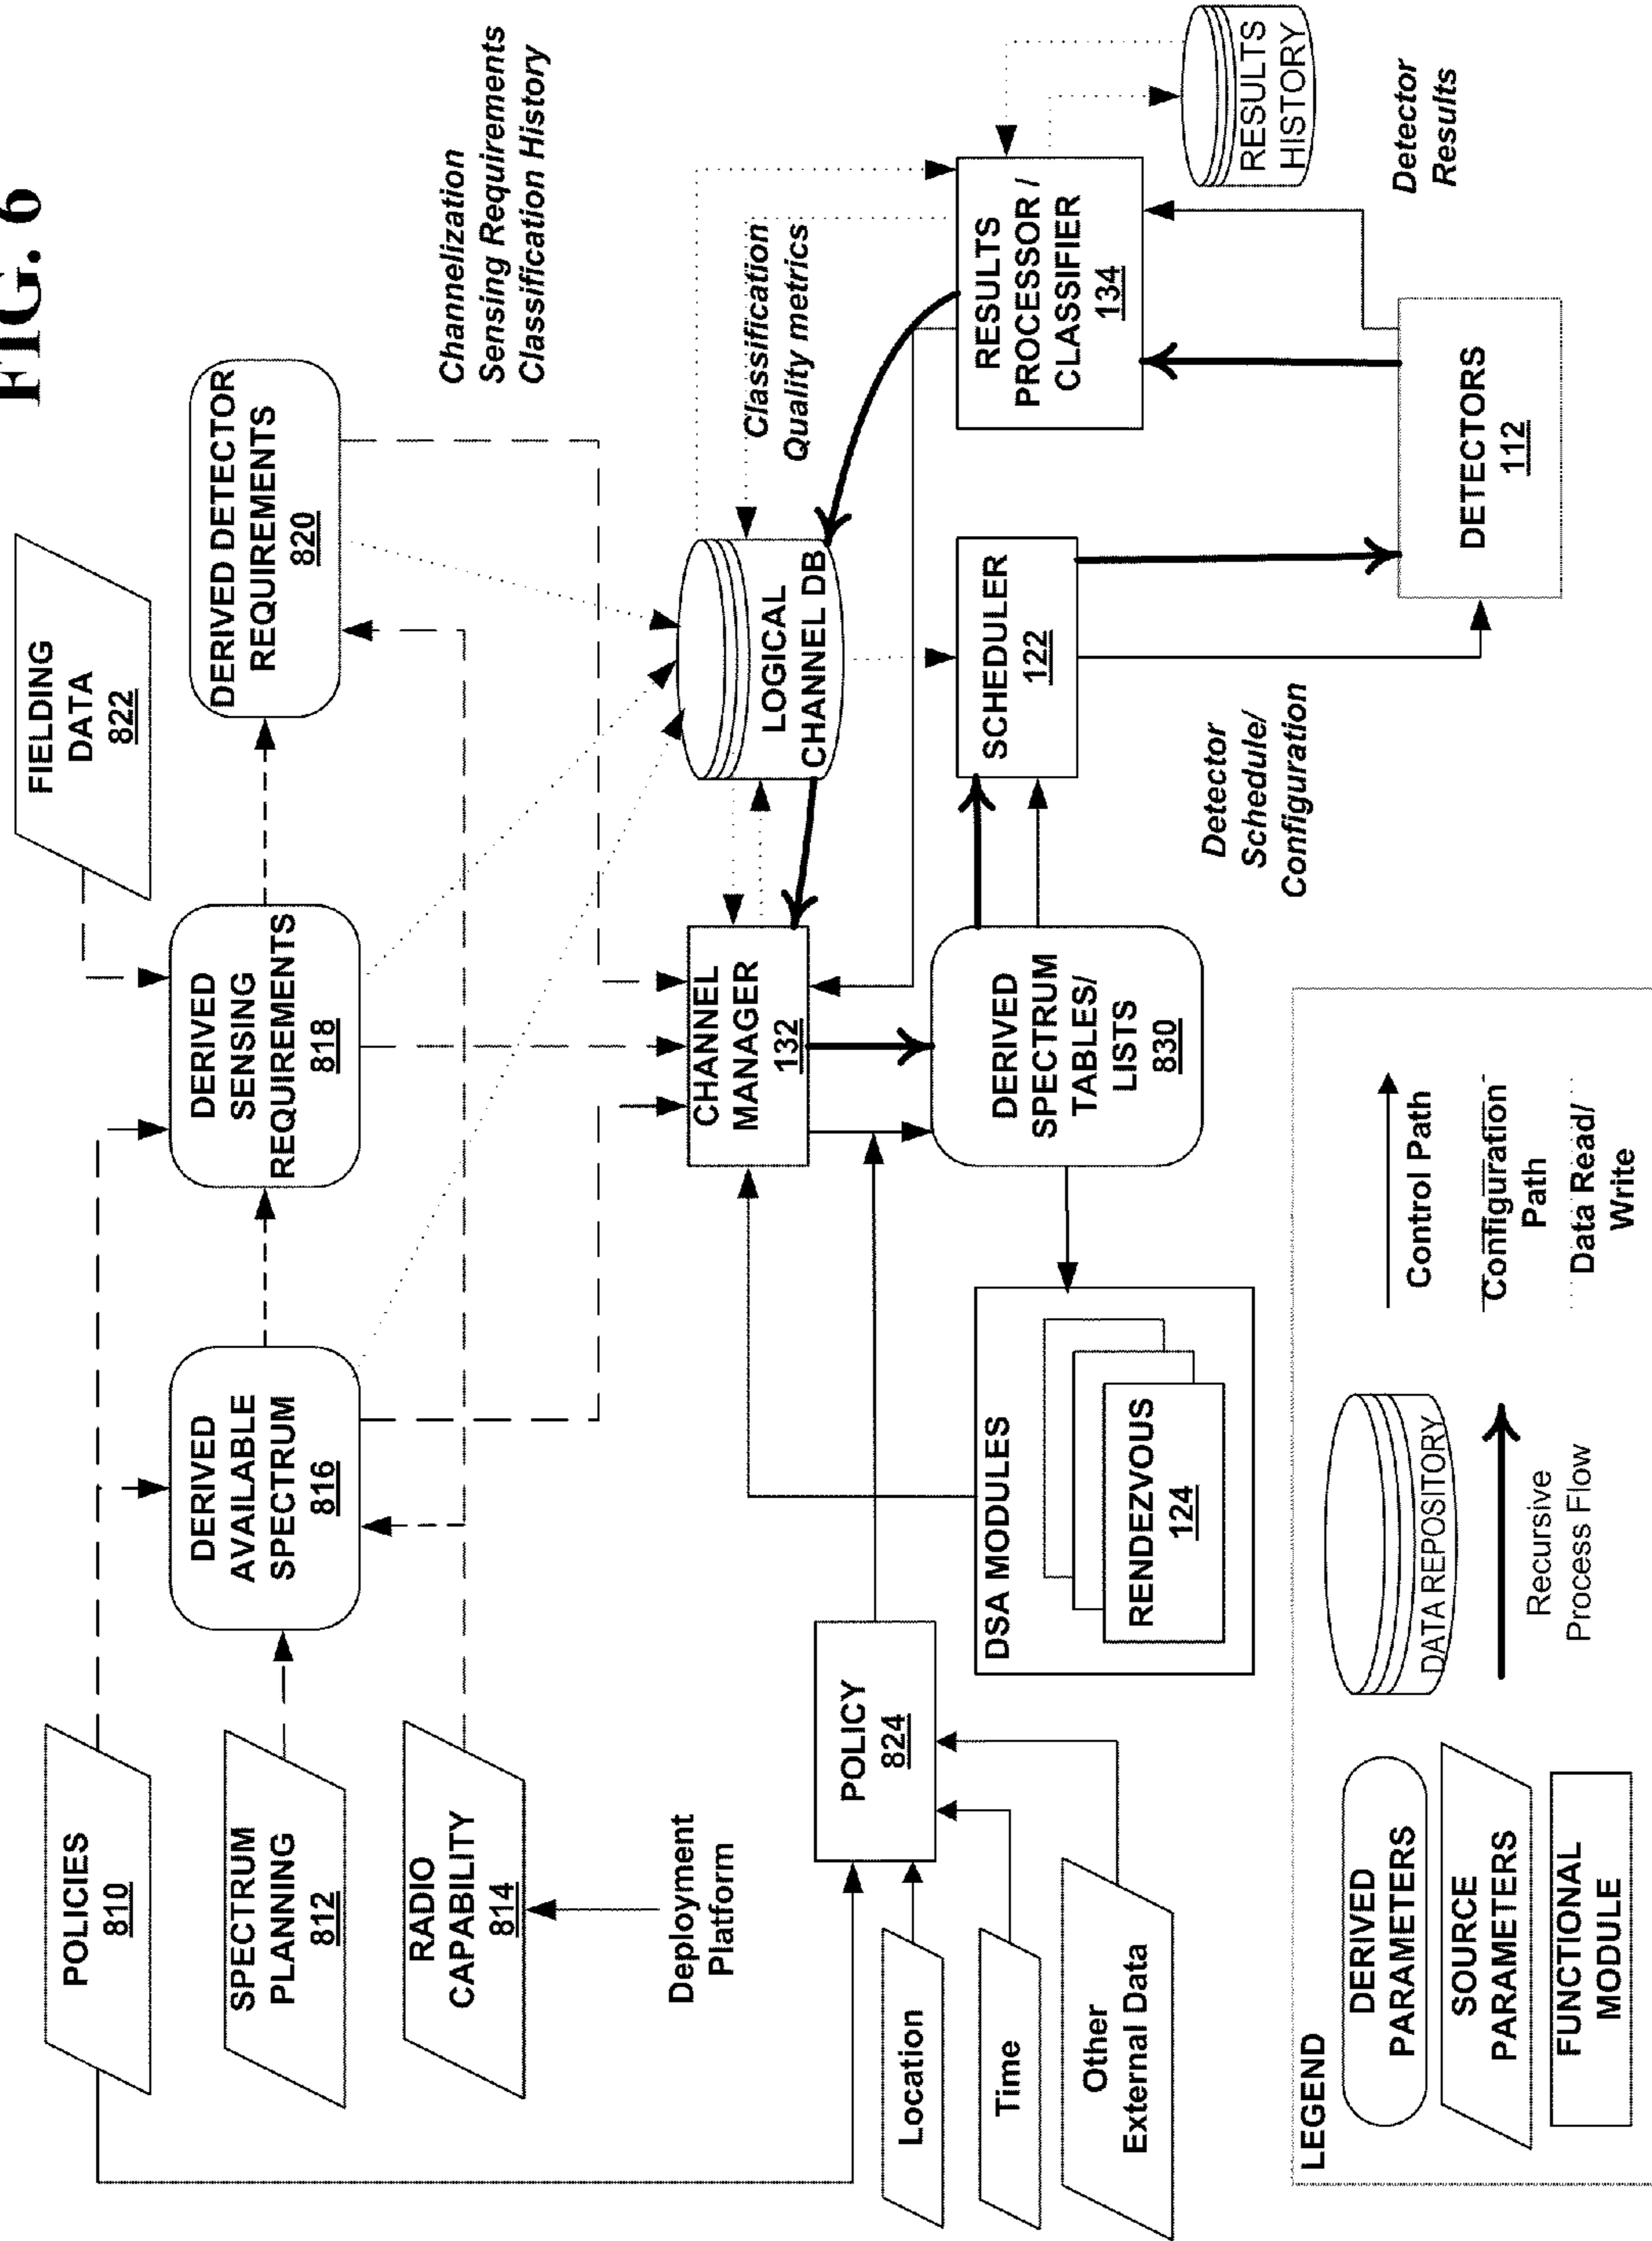 FIG. 6
POLICIES
810
SPECTRUM
PLANNING
812
RADIO
CAPABILITY
814
Deployment
Platform
DERIVED
AVAILABLE
SPECTRUM
816
DERIVED
SENSING
REQUIREMENTS
818
FIELDING
DATA
822
DERIVED DETECTOR
REQUIREMENTS
820
Channelization
Sensing Requirements
Classification History
Location
Time
Other
External Data
POLICY
824
DSA MODULES
RENDEZVOUS
124
CHANNEL
MANAGER
132
DERIVED
SPECTRUM
TABLES/
LISTS
830
LOGICAL
CHANNEL DB
Classification
Quality metrics
SCHEDULER
122
Detector
Schedule/
Configuration
RESULTS
PROCESSOR /
CLASSIFIER
134
RESULTS
HISTORY
DETECTORS
112
Detector
Results
LEGEND
DERIVED
PARAMETERS
SOURCE
PARAMETERS
FUNCTIONAL
MODULE
DATA REPOSITORY
Recursive
Process Flow
Control Path
Configuration
Path
Data Read/
Write